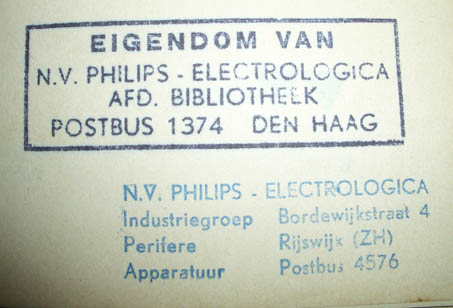 EIGENDOM VAN
N.V. PHILIPS - ELECTROLOGICA
AFD. BIBLIOTHEEK
POSTBUS 1374 DEN HAAG
N.V. PHILIPS - ELECTROLOGICA
Industriegroep Bordewijkstraat 4
Perifere Rijswijk (ZH)
Apparatuur Postbus 4576